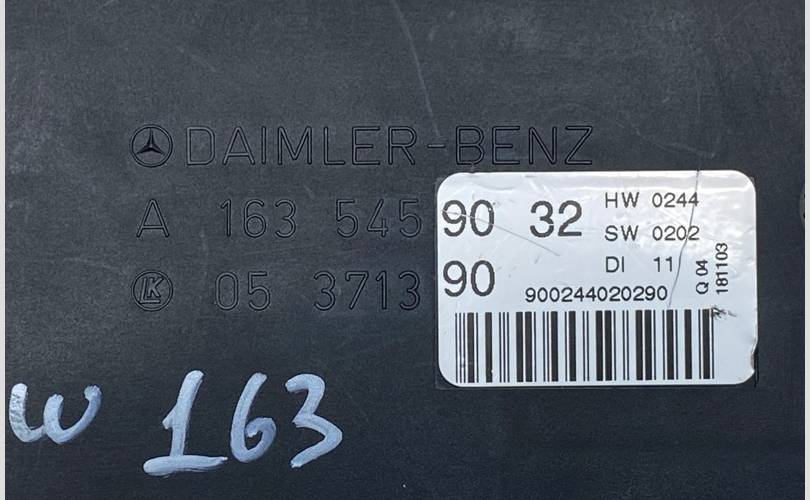 DAIMLER-BENZ
A 163 545 90 32
LK 05 3713 90
HW 0244
SW 0202
DI 11
900244020290
Q 04
181103
W 163